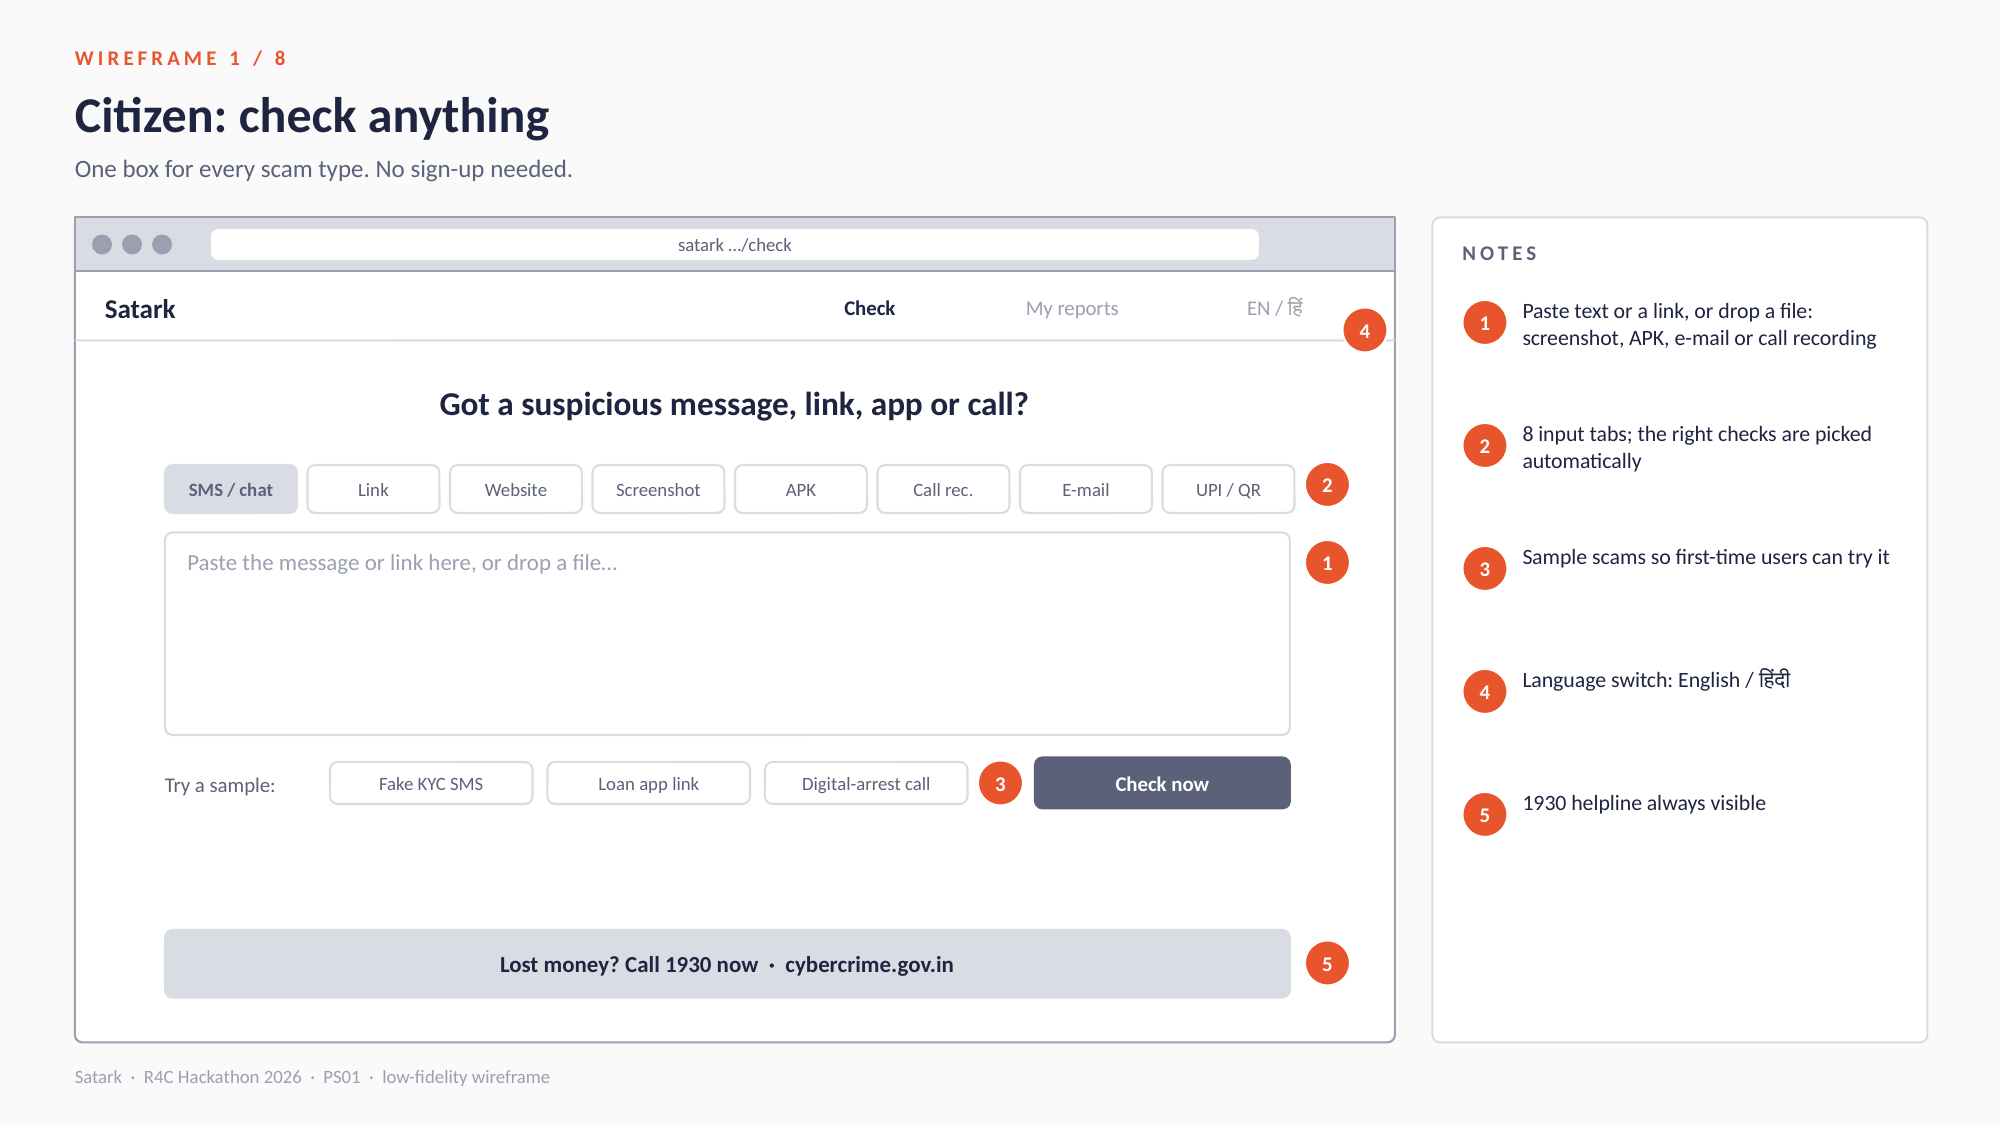 WIREFRAME 1 / 8
Citizen: check anything
One box for every scam type. No sign-up needed.
satark .../check
Satark
Check
My reports
EN / हिं
4
Got a suspicious message, link, app or call?
SMS / chat
Link
Website
Screenshot
APK
Call rec.
E-mail
UPI / QR
2
Paste the message or link here, or drop a file...
1
Try a sample:
Fake KYC SMS
Loan app link
Digital-arrest call
3
Check now
Lost money? Call 1930 now · cybercrime.gov.in
5
NOTES
1
Paste text or a link, or drop a file:
screenshot, APK, e-mail or call recording
2
8 input tabs; the right checks are picked
automatically
3
Sample scams so first-time users can try it
4
Language switch: English / हिंदी
5
1930 helpline always visible
Satark · R4C Hackathon 2026 · PS01 · low-fidelity wireframe